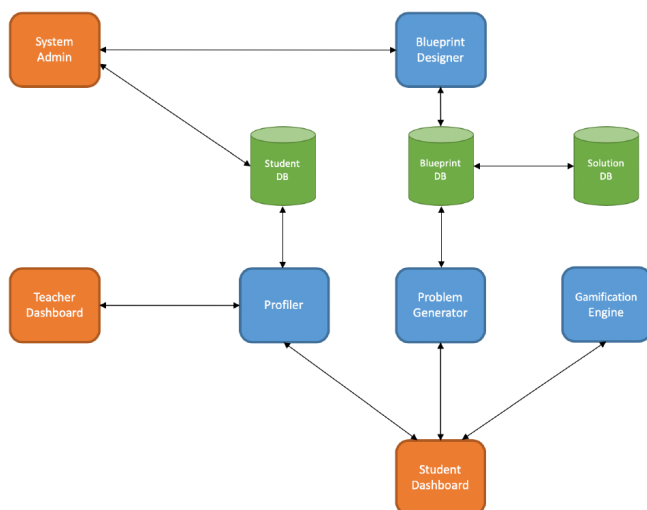 System
Admin
Blueprint
Designer
Student
DB
Blueprint
DB
Solution
DB
Teacher
Dashboard
Profiler
Problem
Generator
Gamification
Engine
Student
Dashboard